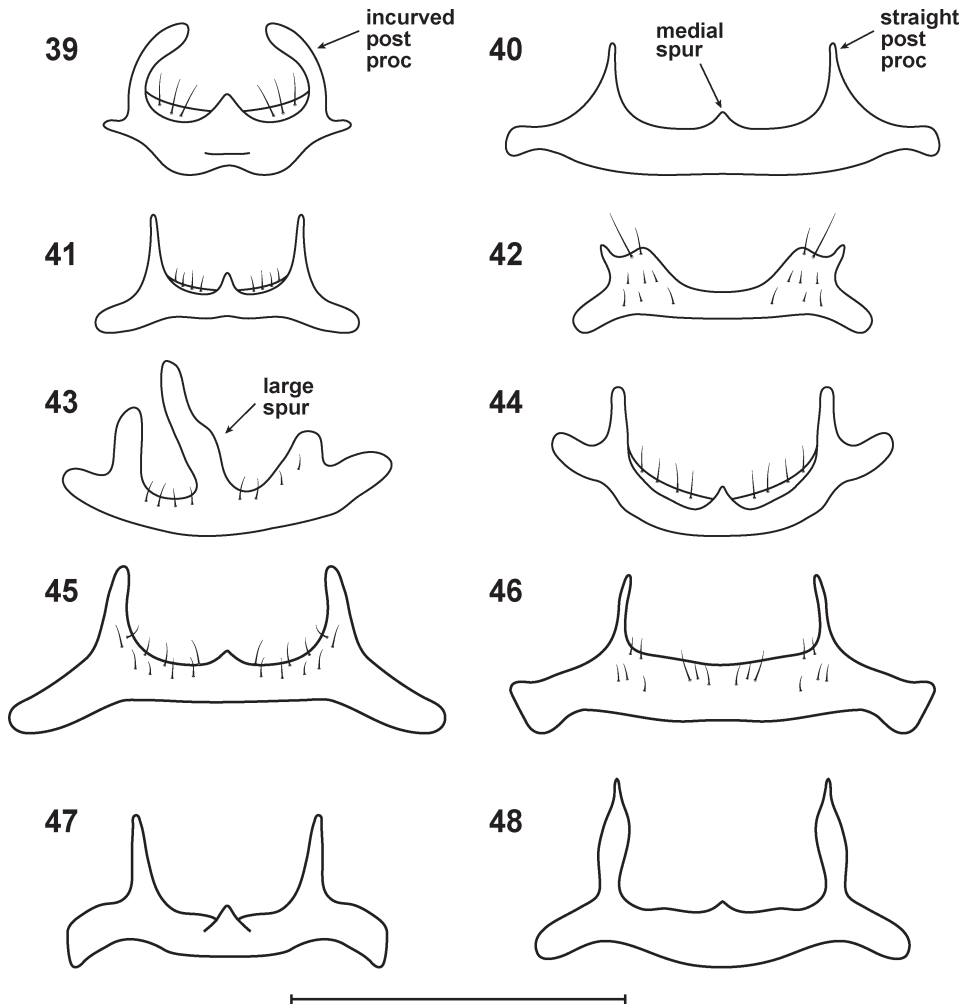 39
incurved
post
proc
40
medial
spur
straight
post
proc
41
42
43
large
spur
44
45
46
47
48